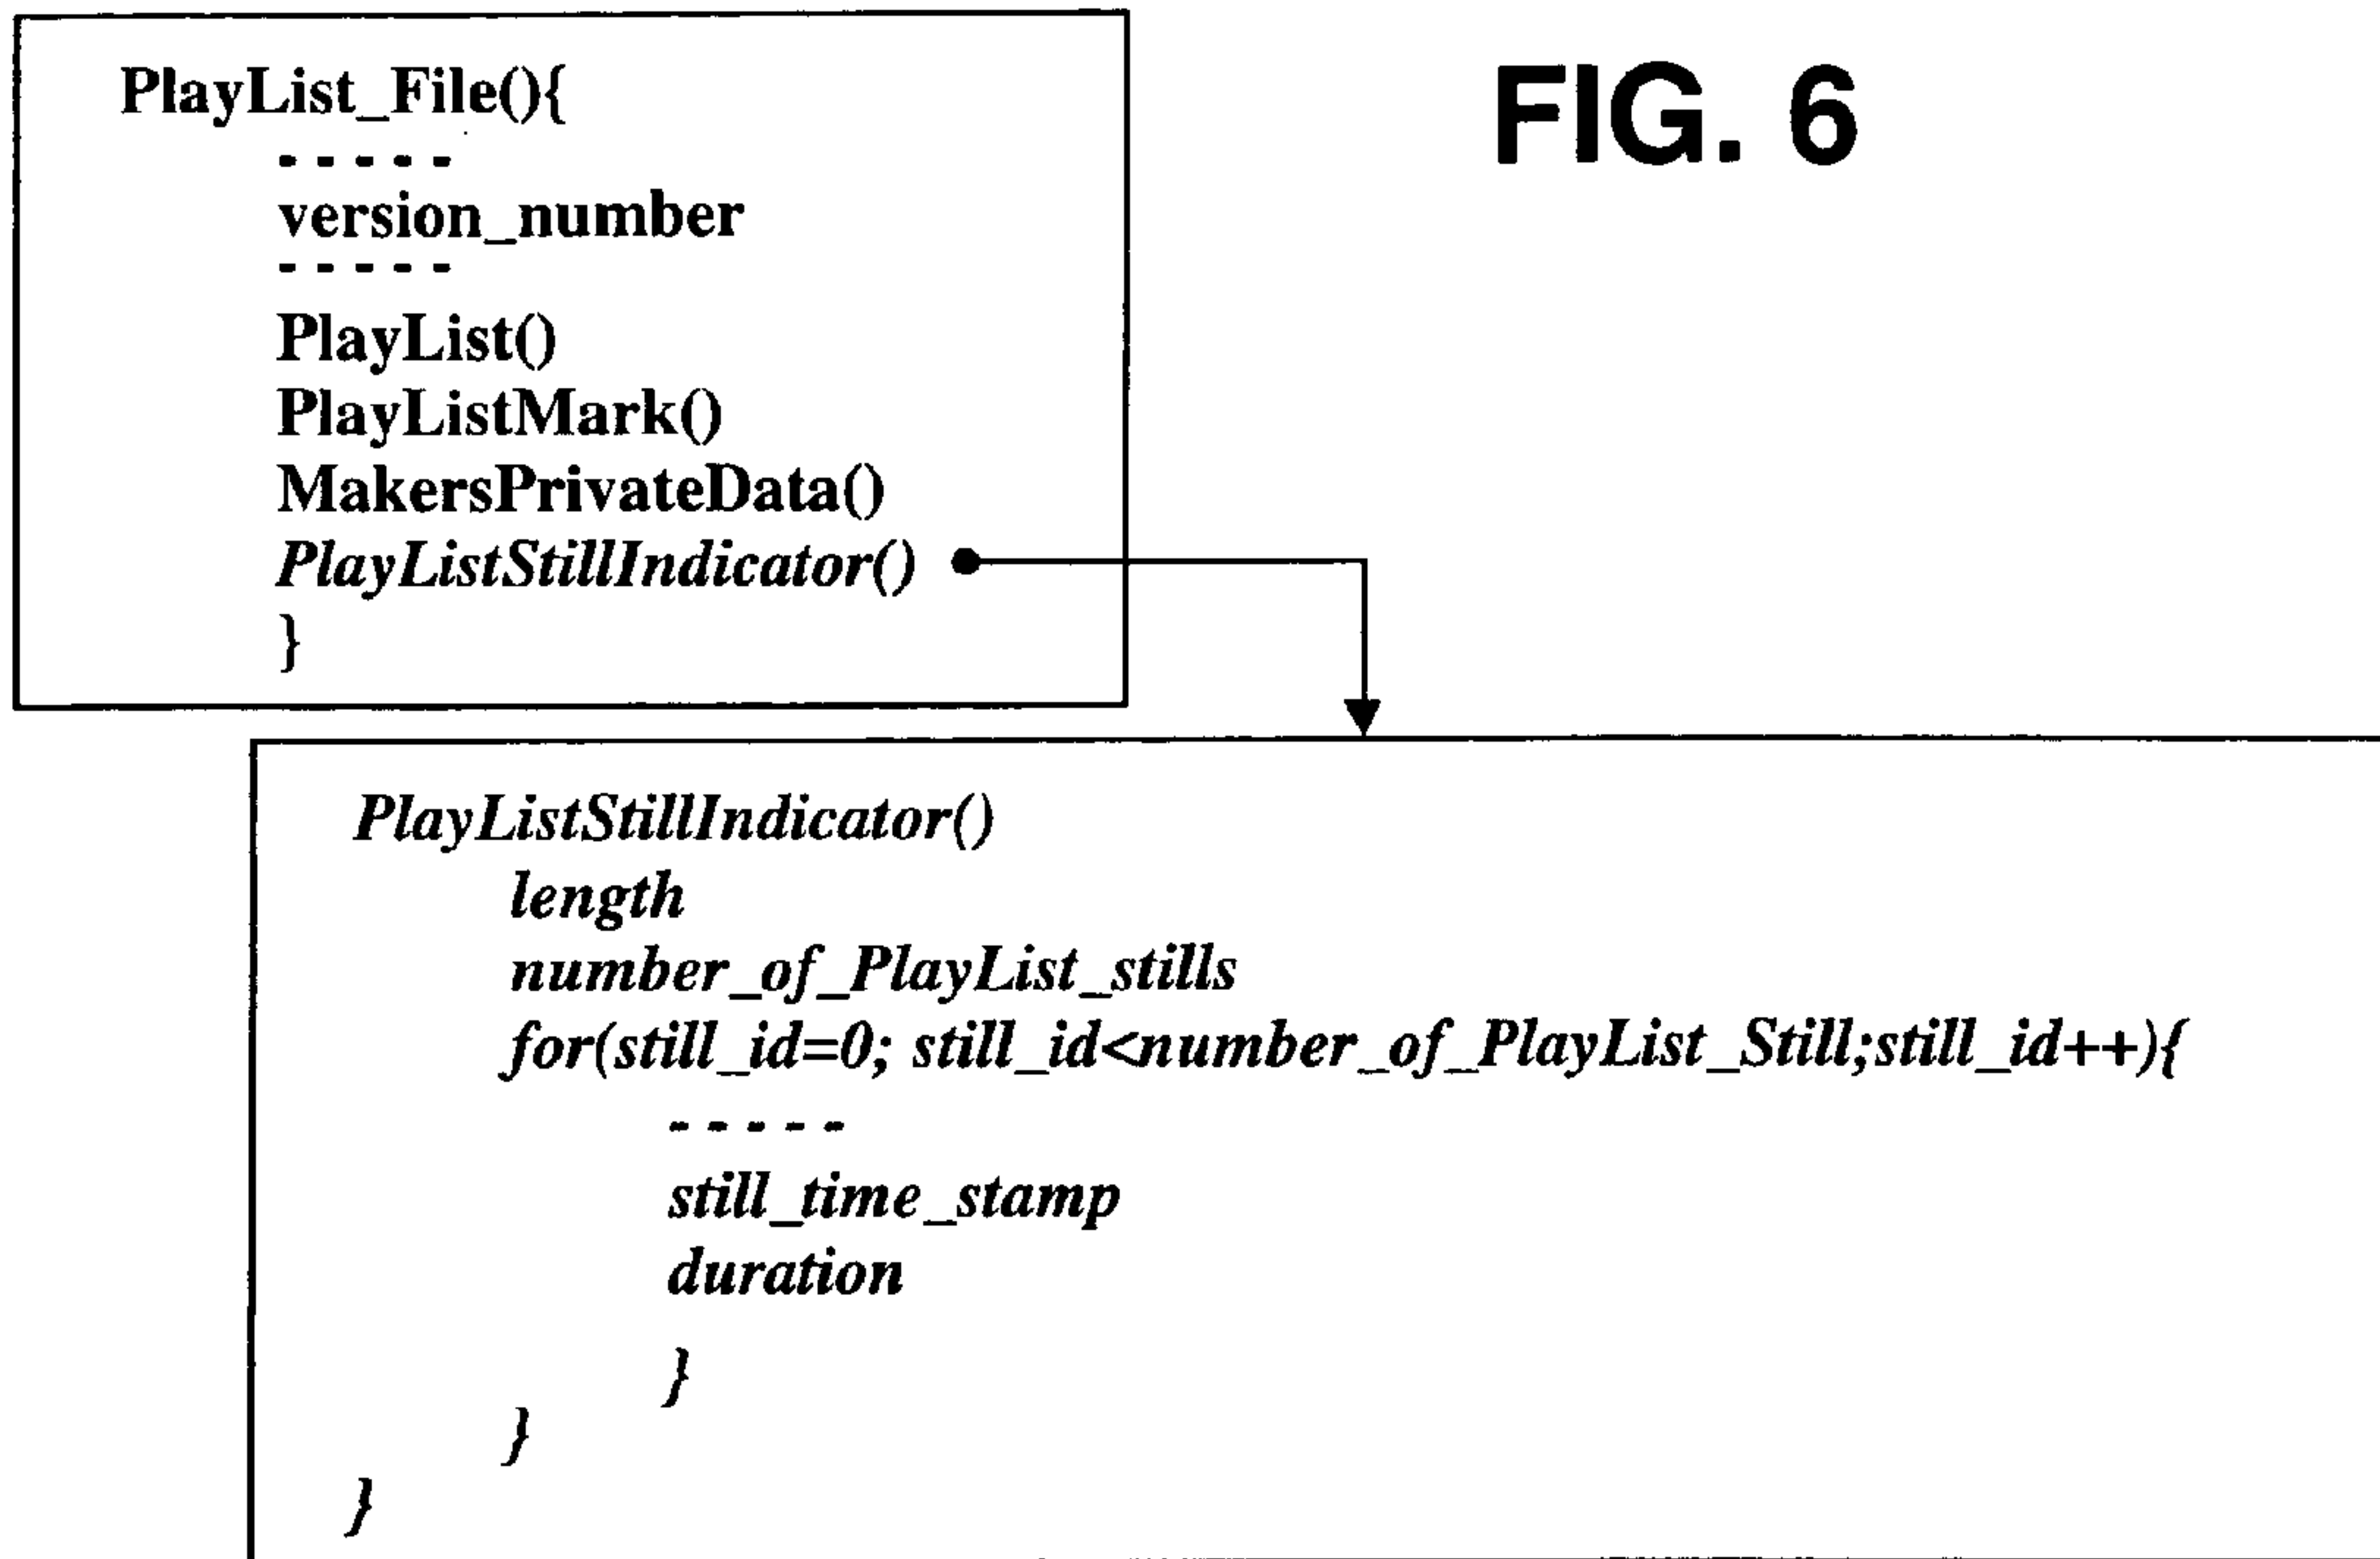 FIG. 6
PlayList_File(){
- - - - -
version_number
- - - - -
PlayList()
PlayListMark()
MakersPrivateData()
PlayListStillIndicator()
}
PlayListStillIndicator()
length
number_of_PlayList_stills
for(still_id=0; still_id<number_of_PlayList_Still;still_id++){
- - - - -
still_time_stamp
duration
}
}
}